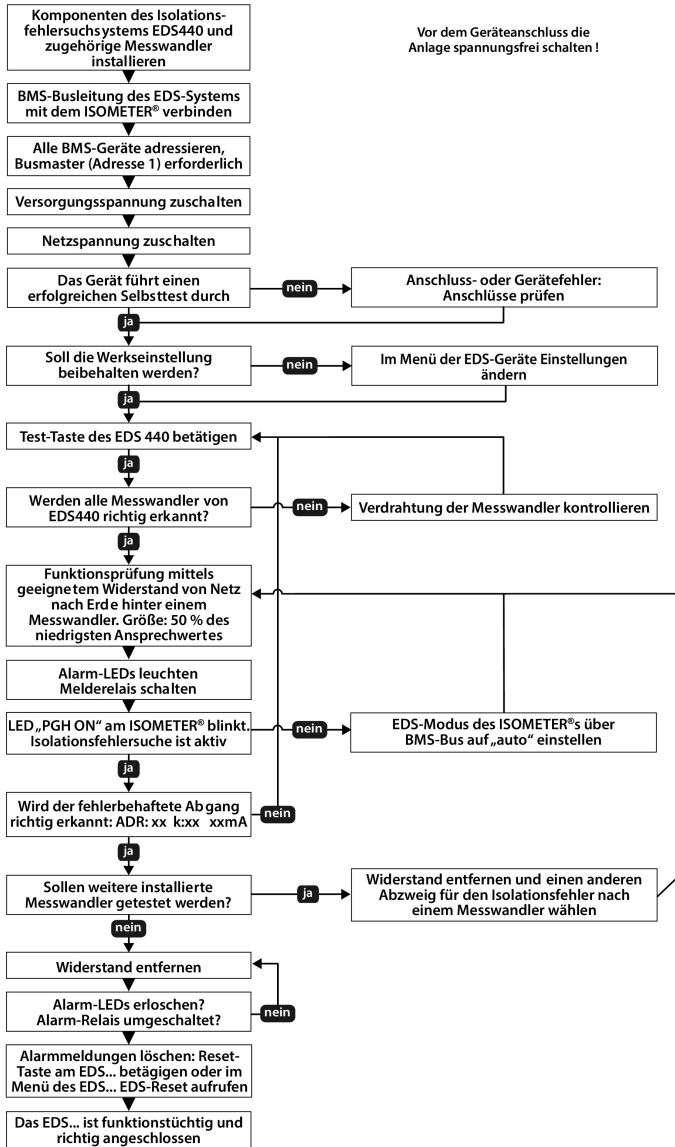 Komponenten des Isolations-
fehlersuchsystems EDS440 und
zugehörige Messwandler
installieren
Vor dem Geräteanschluss die
Anlage spannungsfrei schalten !
BMS-Busleitung des EDS-Systems
mit dem ISOMETER® verbinden
Alle BMS-Geräte adressieren,
Busmaster (Adresse 1) erforderlich
Versorgungsspannung zuschalten
Netzspannung zuschalten
Das Gerät führt einen
erfolgreichen Selbsttest durch
nein
Anschluss- oder Gerätefehler:
Anschlüsse prüfen
ja
Soll die Werkseinstellung
beibehalten werden?
nein
Im Menü der EDS-Geräte Einstellungen
ändern
ja
Test-Taste des EDS 440 betätigen
ja
Werden alle Messwandler von
EDS440 richtig erkannt?
nein
Verdrahtung der Messwandler kontrollieren
ja
Funktionsprüfung mittels
geeignetem Widerstand von Netz
nach Erde hinter einem
Messwandler. Größe: 50 % des
niedrigsten Ansprechwertes
Alarm-LEDs leuchten
Melderelais schalten
LED „PGH ON“ am ISOMETER® blinkt.
Isolationsfehlersuche ist aktiv
nein
EDS-Modus des ISOMETER®s über
BMS-Bus auf „auto“ einstellen
ja
Wird der fehlerbehaftete Abgang
richtig erkannt: ADR: xx k:xx xxmA
nein
ja
Sollen weitere installierte
Messwandler getestet werden?
ja
Widerstand entfernen und einen anderen
Abzweig für den Isolationsfehler nach
einem Messwandler wählen
nein
Widerstand entfernen
Alarm-LEDs erloschen?
Alarm-Relais umgeschaltet?
nein
Alarmmeldungen löschen: Reset-
Taste am EDS... betägigen oder im
Menü des EDS... EDS-Reset aufrufen
Das EDS... ist funktionstüchtig und
richtig angeschlossen